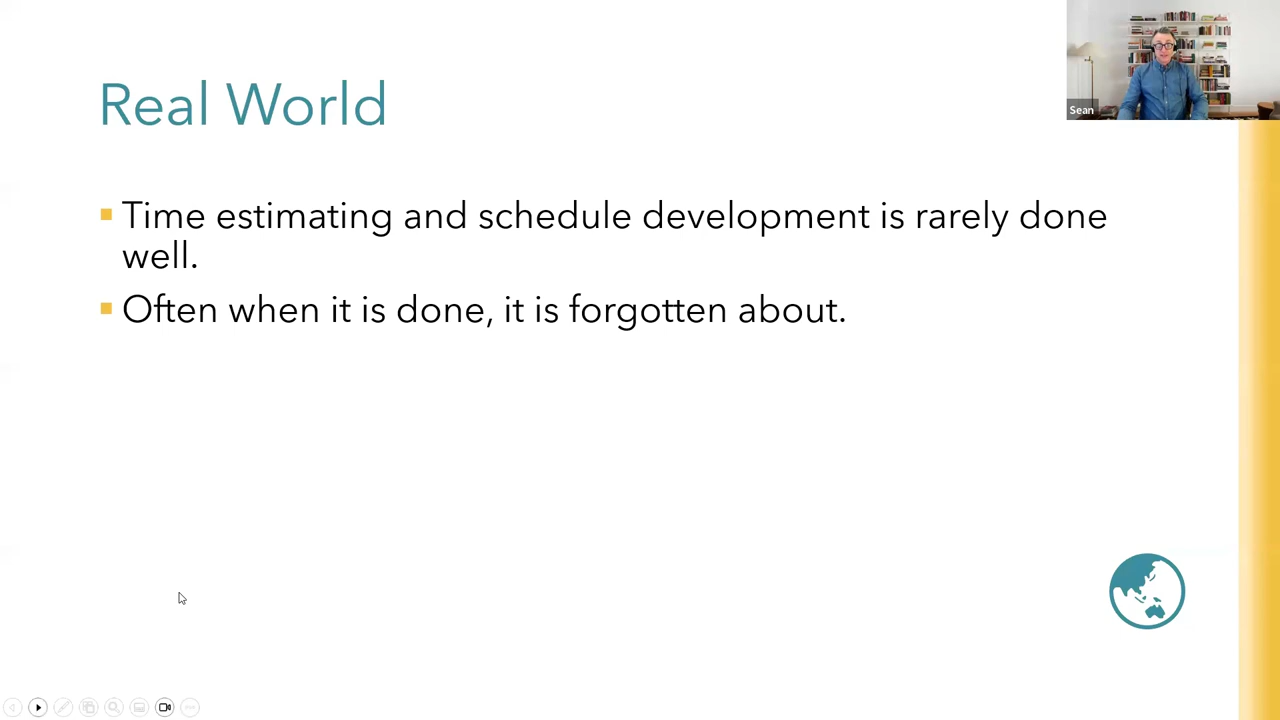 Real World
Sean
Time estimating and schedule development is rarely done
well.
Often when it is done, it is forgotten about.